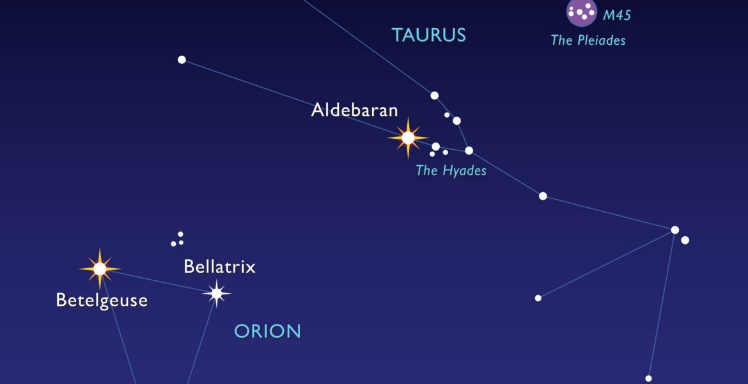 TAURUS
M45
The Pleiades
Aldebaran
The Hyades
Bellatrix
Betelgeuse
ORION